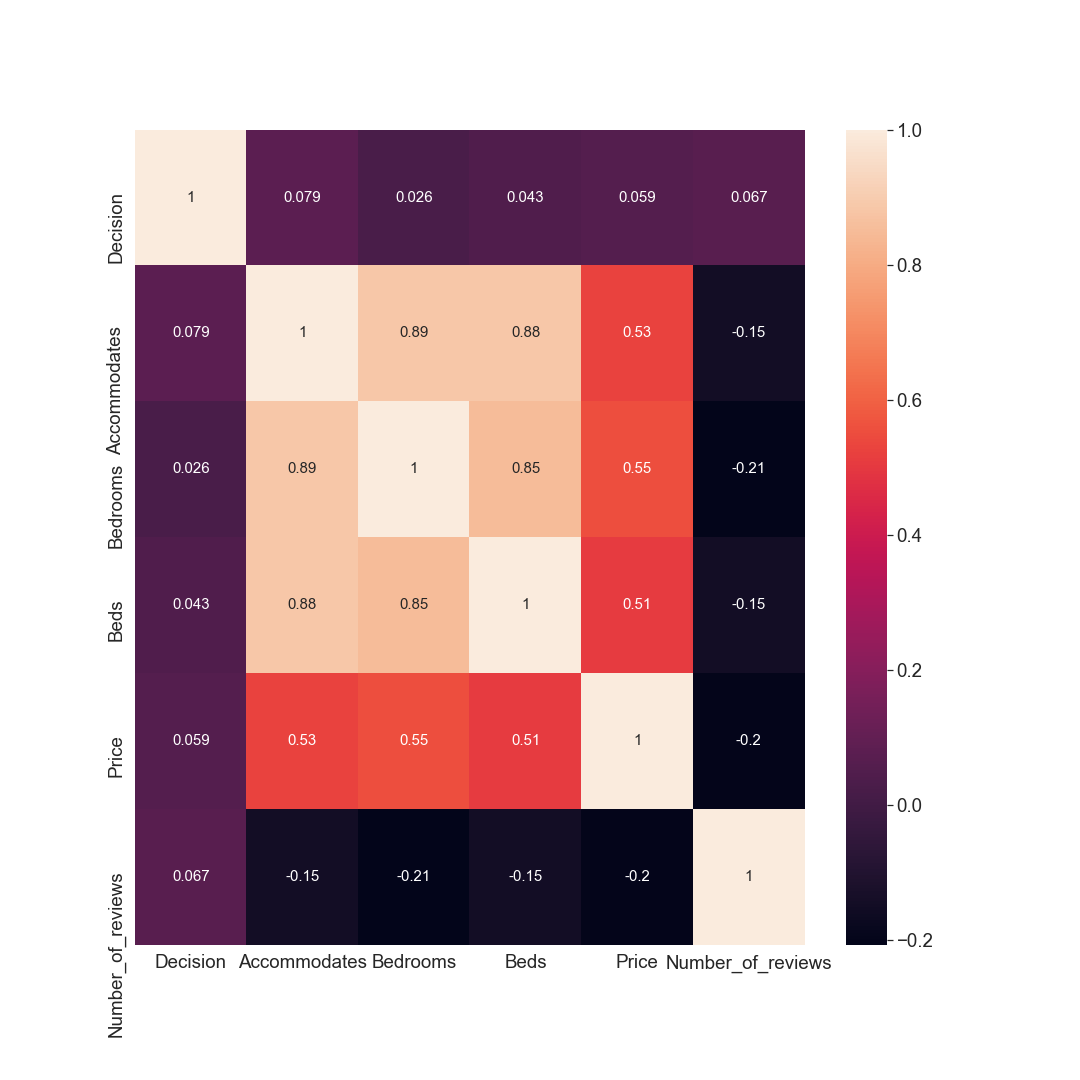 Decision 1 0.079 0.026 0.043 0.059 0.067
Accommodates 0.079 1 0.89 0.88 0.53 -0.15
Bedrooms 0.026 0.89 1 0.85 0.55 -0.21
Beds 0.043 0.88 0.85 1 0.51 -0.15
Price 0.059 0.53 0.55 0.51 1 -0.2
Number_of_reviews 0.067 -0.15 -0.21 -0.15 -0.2 1
Decision Accommodates Bedrooms Beds Price Number_of_reviews
1.0
0.8
0.6
0.4
0.2
0.0
−0.2